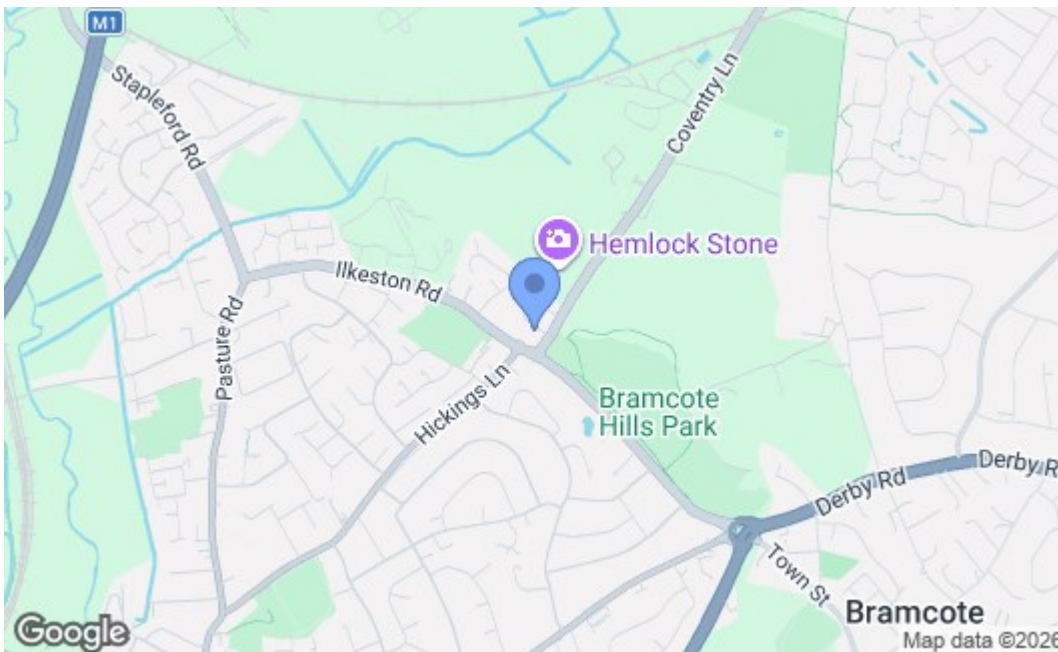 M1
Stapleford Rd
Coventry Ln
Hemlock Stone
Ilkeston Rd
Pasture Rd
Hickings Ln
Bramcote
Hills Park
Derby Rd
Derby R
Town St
Bramcote
Google
Map data ©2026